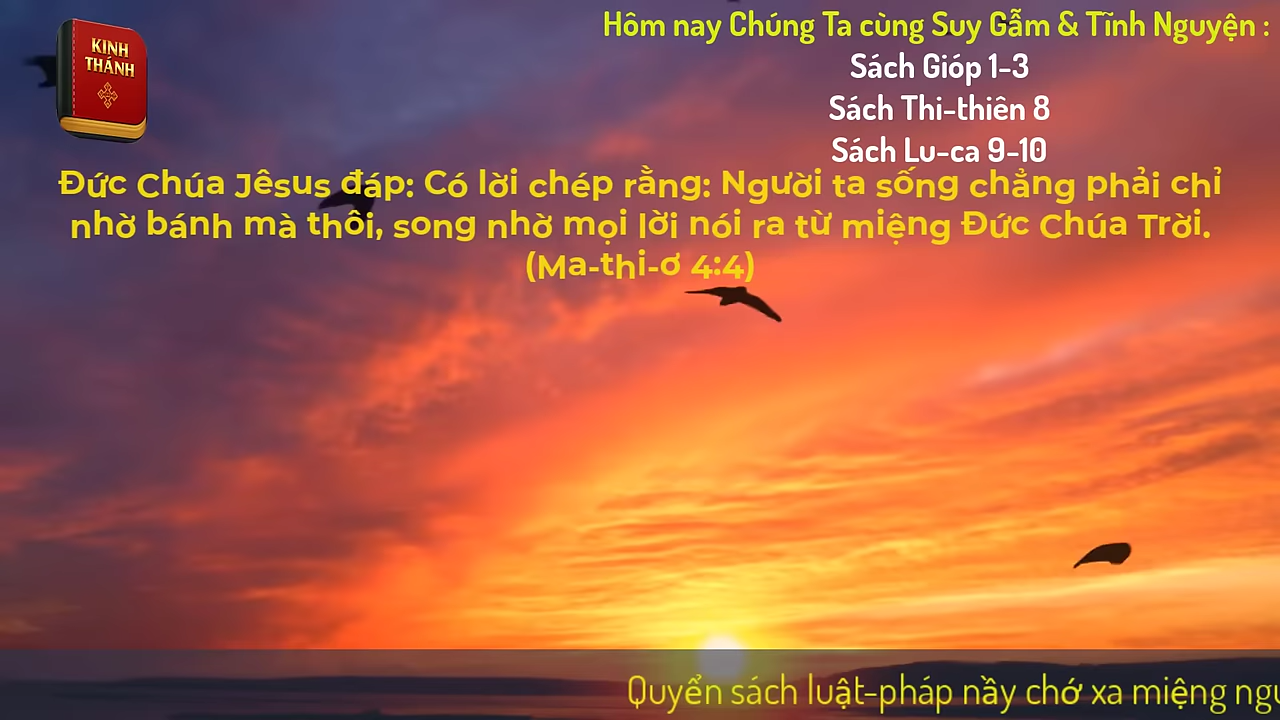 KINH
THÁNH
Hôm nay Chúng Ta cùng Suy Gẫm & Tĩnh Nguyện :
Sách Gióp 1-3
Sách Thi-thiên 8
Sách Lu-ca 9-10
Đức Chúa Jêsus đáp: Có lời chép rằng: Người ta sống chẳng phải chỉ
nhờ bánh mà thôi, song nhờ mọi lời nói ra từ miệng Đức Chúa Trời.
(Ma-thi-ơ 4:4)
Quyển sách luật-pháp nầy chớ xa miệng